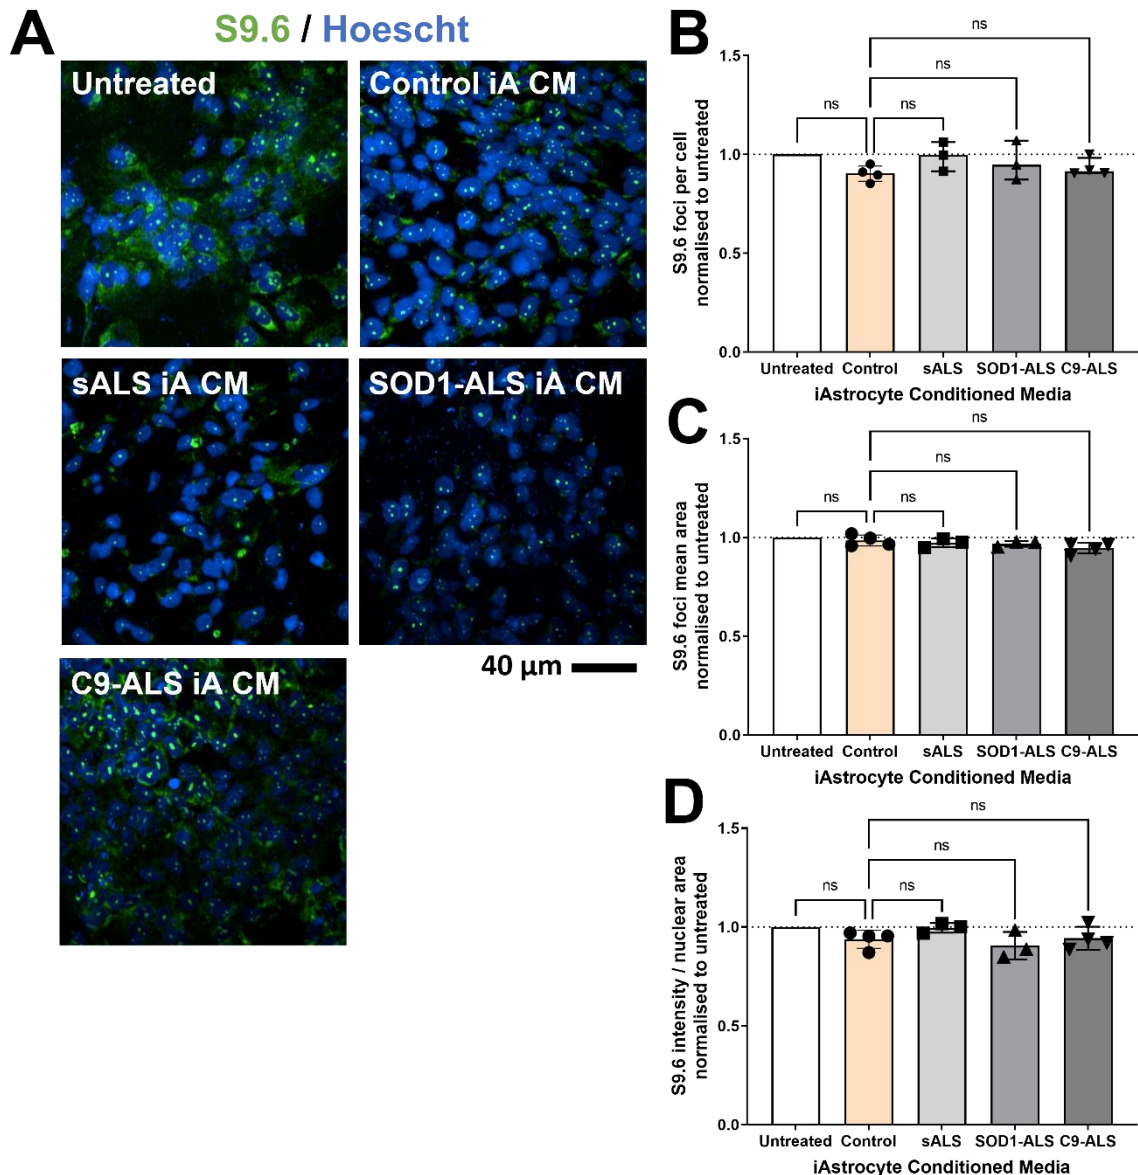 A
S9.6 / Hoescht
Untreated
Control iA CM
sALS iA CM
SOD1-ALS iA CM
C9-ALS iA CM
40 µm
B
S9.6 foci per cell
normalised to untreated
1.5
1.0
0.5
0.0
ns
ns
ns
ns
Untreated Control sALS SOD1-ALS C9-ALS
iAstrocyte Conditioned Media
C
S9.6 foci mean area
normalised to untreated
1.5
1.0
0.5
0.0
ns
ns
ns
ns
Untreated Control sALS SOD1-ALS C9-ALS
iAstrocyte Conditioned Media
D
S9.6 intensity / nuclear area
normalised to untreated
1.5
1.0
0.5
0.0
ns
ns
ns
ns
Untreated Control sALS SOD1-ALS C9-ALS
iAstrocyte Conditioned Media